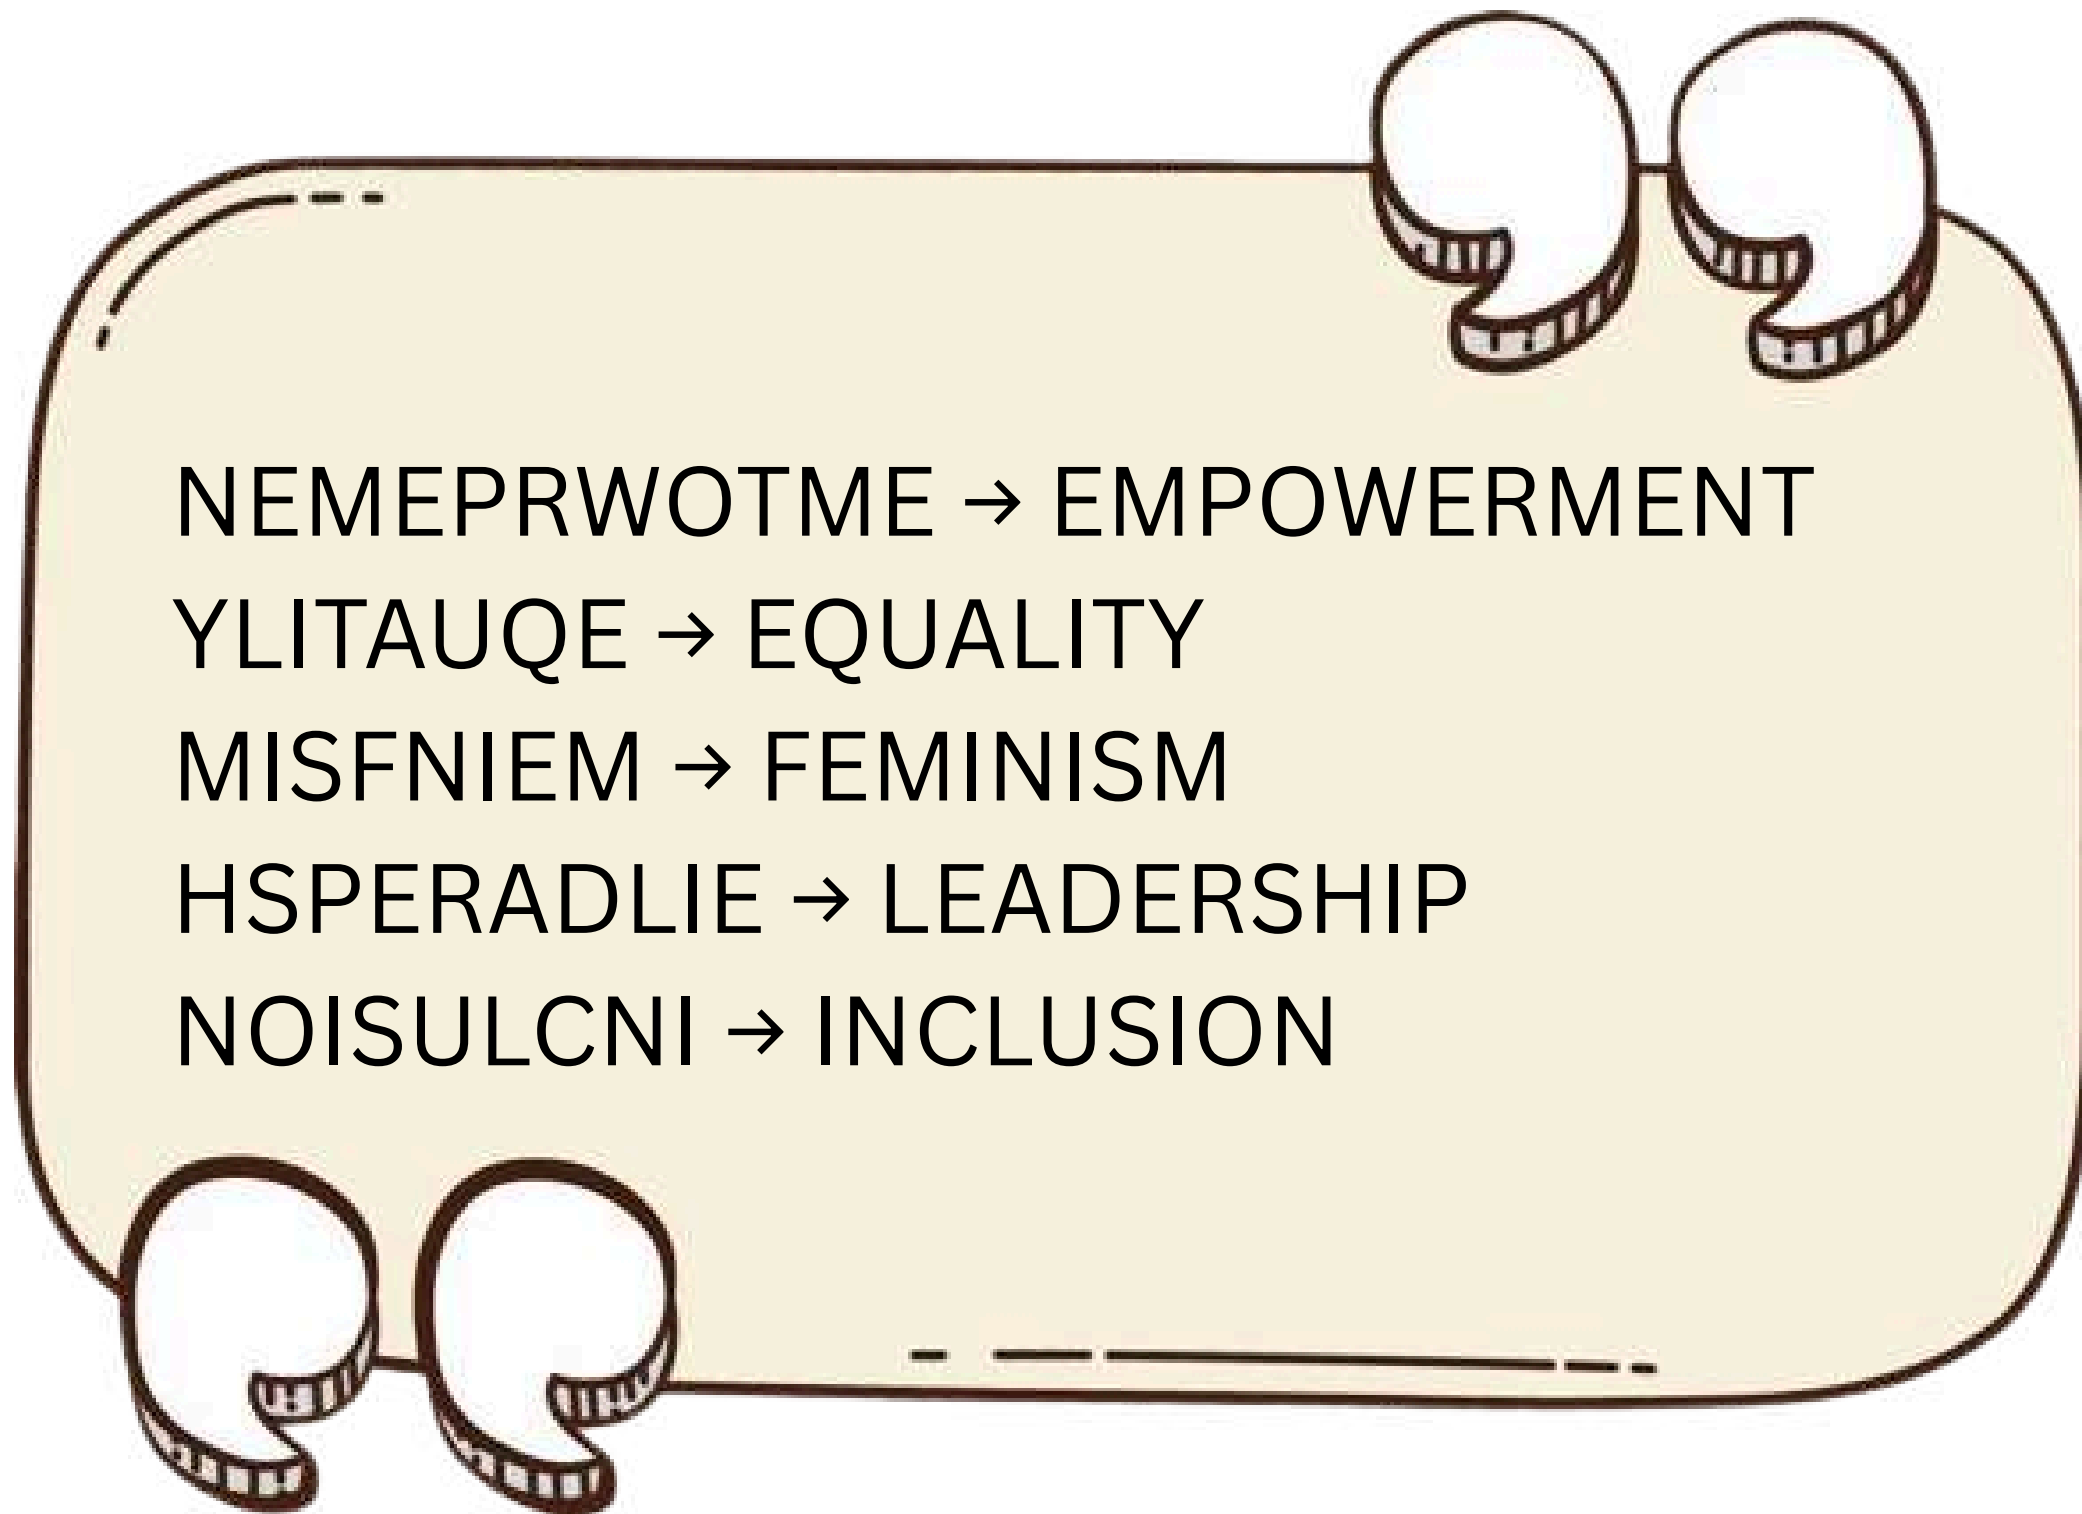 NEMEPRWOTME → EMPOWERMENT
YLITAUQE → EQUALITY
MISFNIEM → FEMINISM
HSPERADLIE → LEADERSHIP
NOISULCNI → INCLUSION